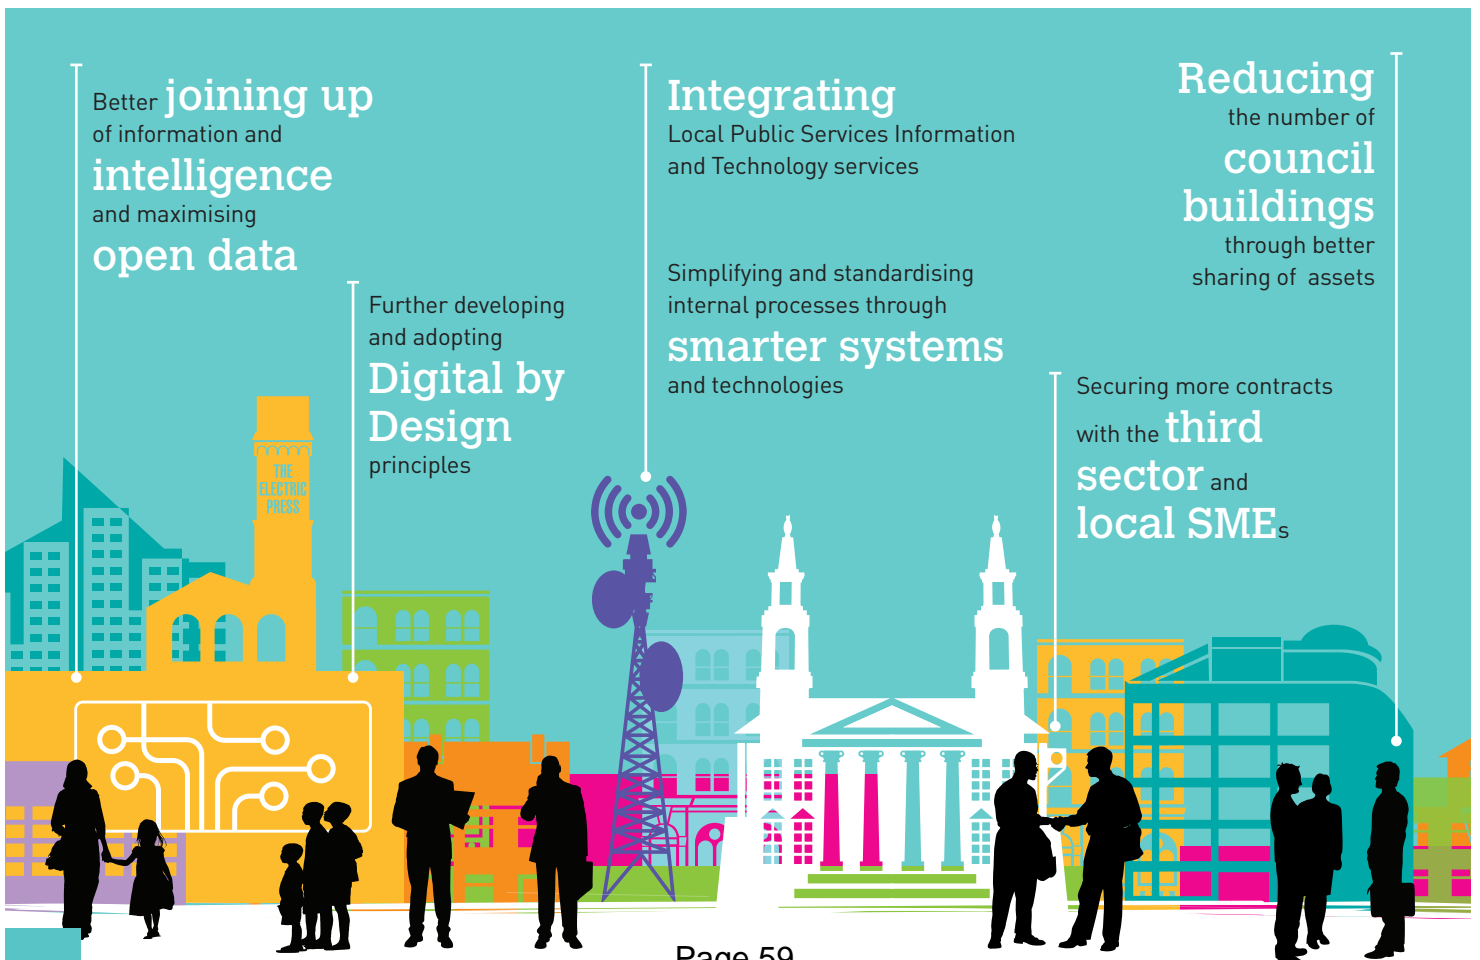 Better joining up
of information and
intelligence
and maximising
open data
Further developing
and adopting
Digital by
Design
principles
Integrating
Local Public Services Information
and Technology services
Simplifying and standardising
internal processes through
smarter systems
and technologies
Reducing
the number of
council
buildings
through better
sharing of assets
Securing more contracts
with the third
sector and
local SMEs
THE
ELECTRIC
PRESS
Page 59